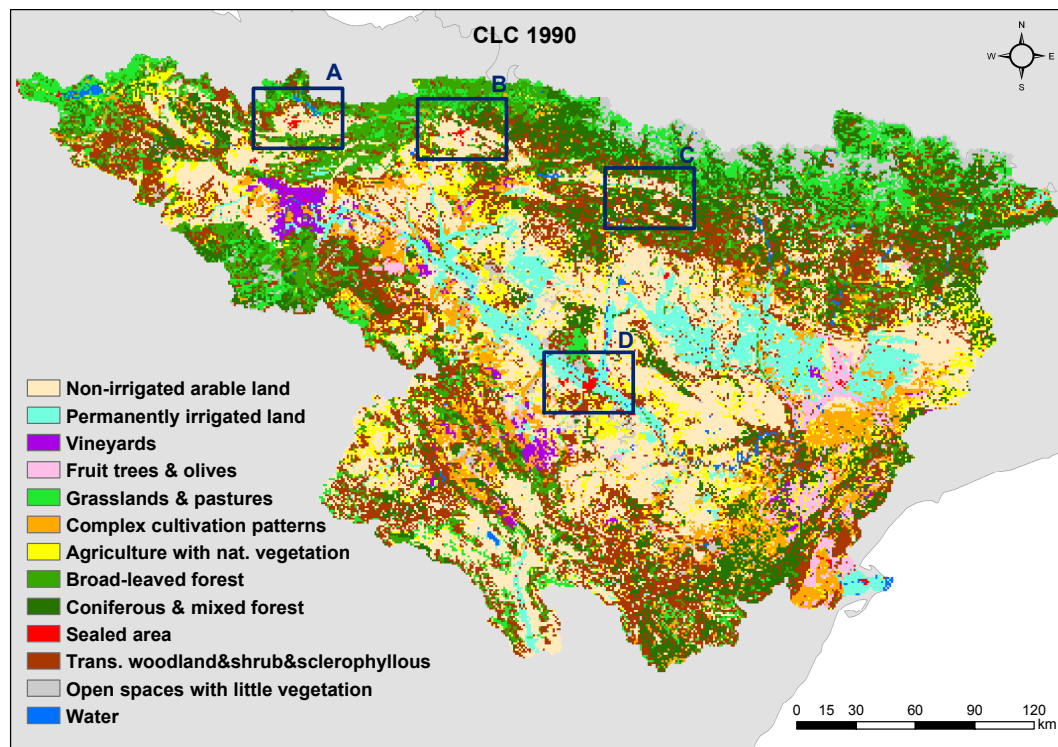 CLC 1990
N
W E
S
A
B
C
D
Non-irrigated arable land
Permanently irrigated land
Vineyards
Fruit trees & olives
Grasslands & pastures
Complex cultivation patterns
Agriculture with nat. vegetation
Broad-leaved forest
Coniferous & mixed forest
Sealed area
Trans. woodland&shrub&sclerophyllous
Open spaces with little vegetation
Water
0 15 30 60 90 120
km